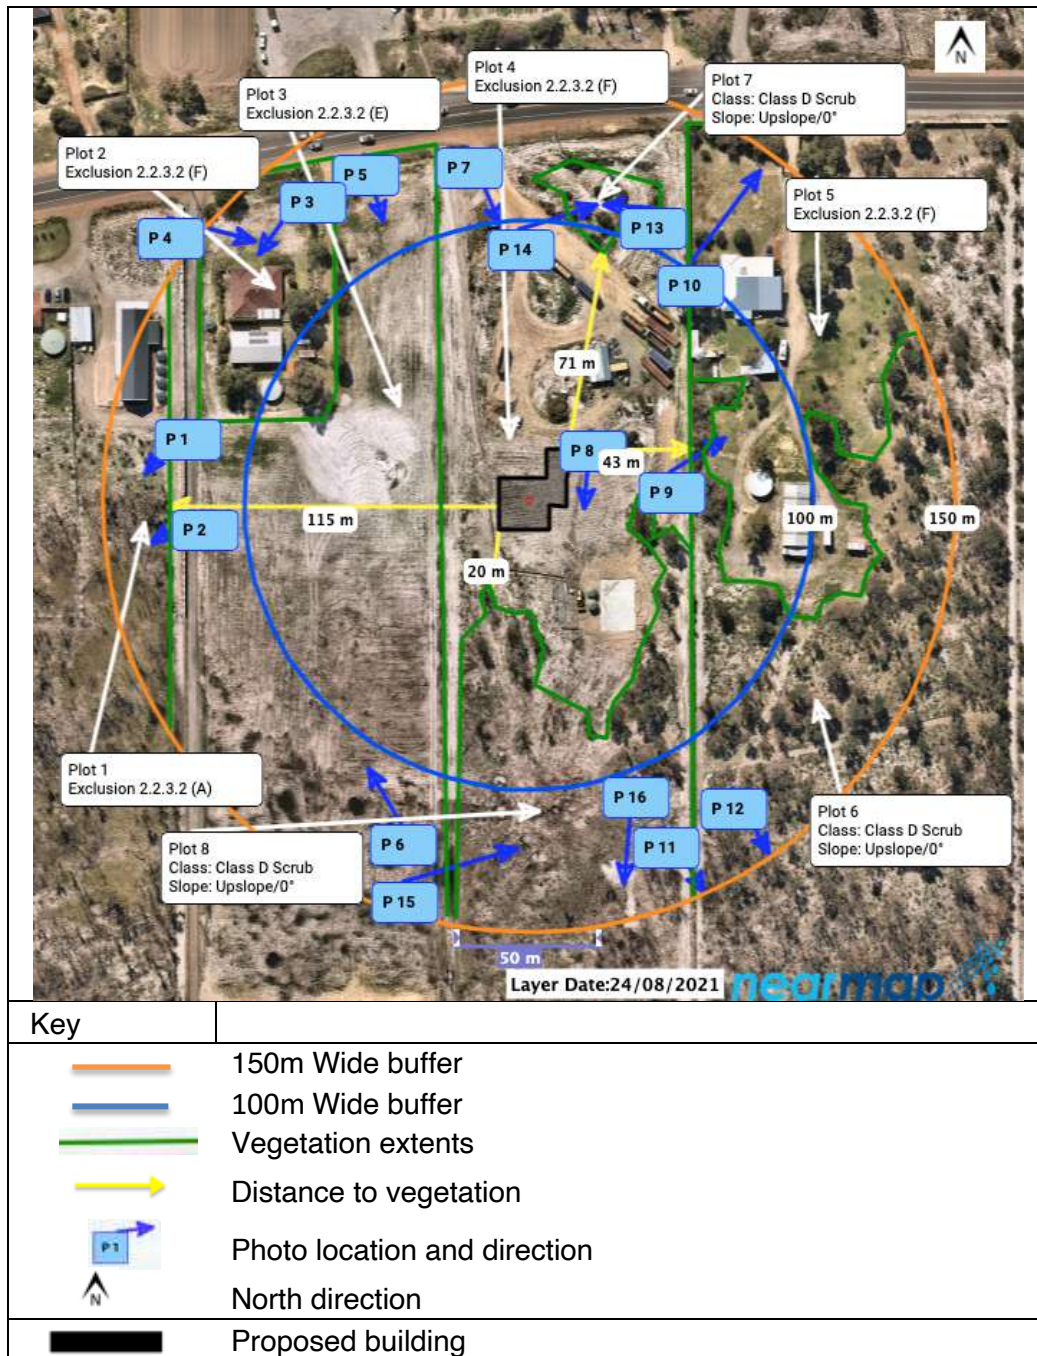 N
Plot 4
Exclusion 2.2.3.2 (F)
Plot 7
Class: Class D Scrub
Slope: Upslope/0°
Plot 3
Exclusion 2.2.3.2 (E)
Plot 2
Exclusion 2.2.3.2 (F)
P 5
P 7
P 3
P 4
Plot 5
Exclusion 2.2.3.2 (F)
P 14
P 13
P 10
71 m
P 1
P 8
43 m
P 9
P 2
115 m
100 m
150 m
20 m
Plot 1
Exclusion 2.2.3.2 (A)
P 16
P 12
Plot 6
Class: Class D Scrub
Slope: Upslope/0°
Plot 8
Class: Class D Scrub
Slope: Upslope/0°
P 6
P 11
P 15
50 m
Layer Date:24/08/2021
nearmap
Key
150m Wide buffer
100m Wide buffer
Vegetation extents
Distance to vegetation
P 1
Photo location and direction
N
North direction
Proposed building